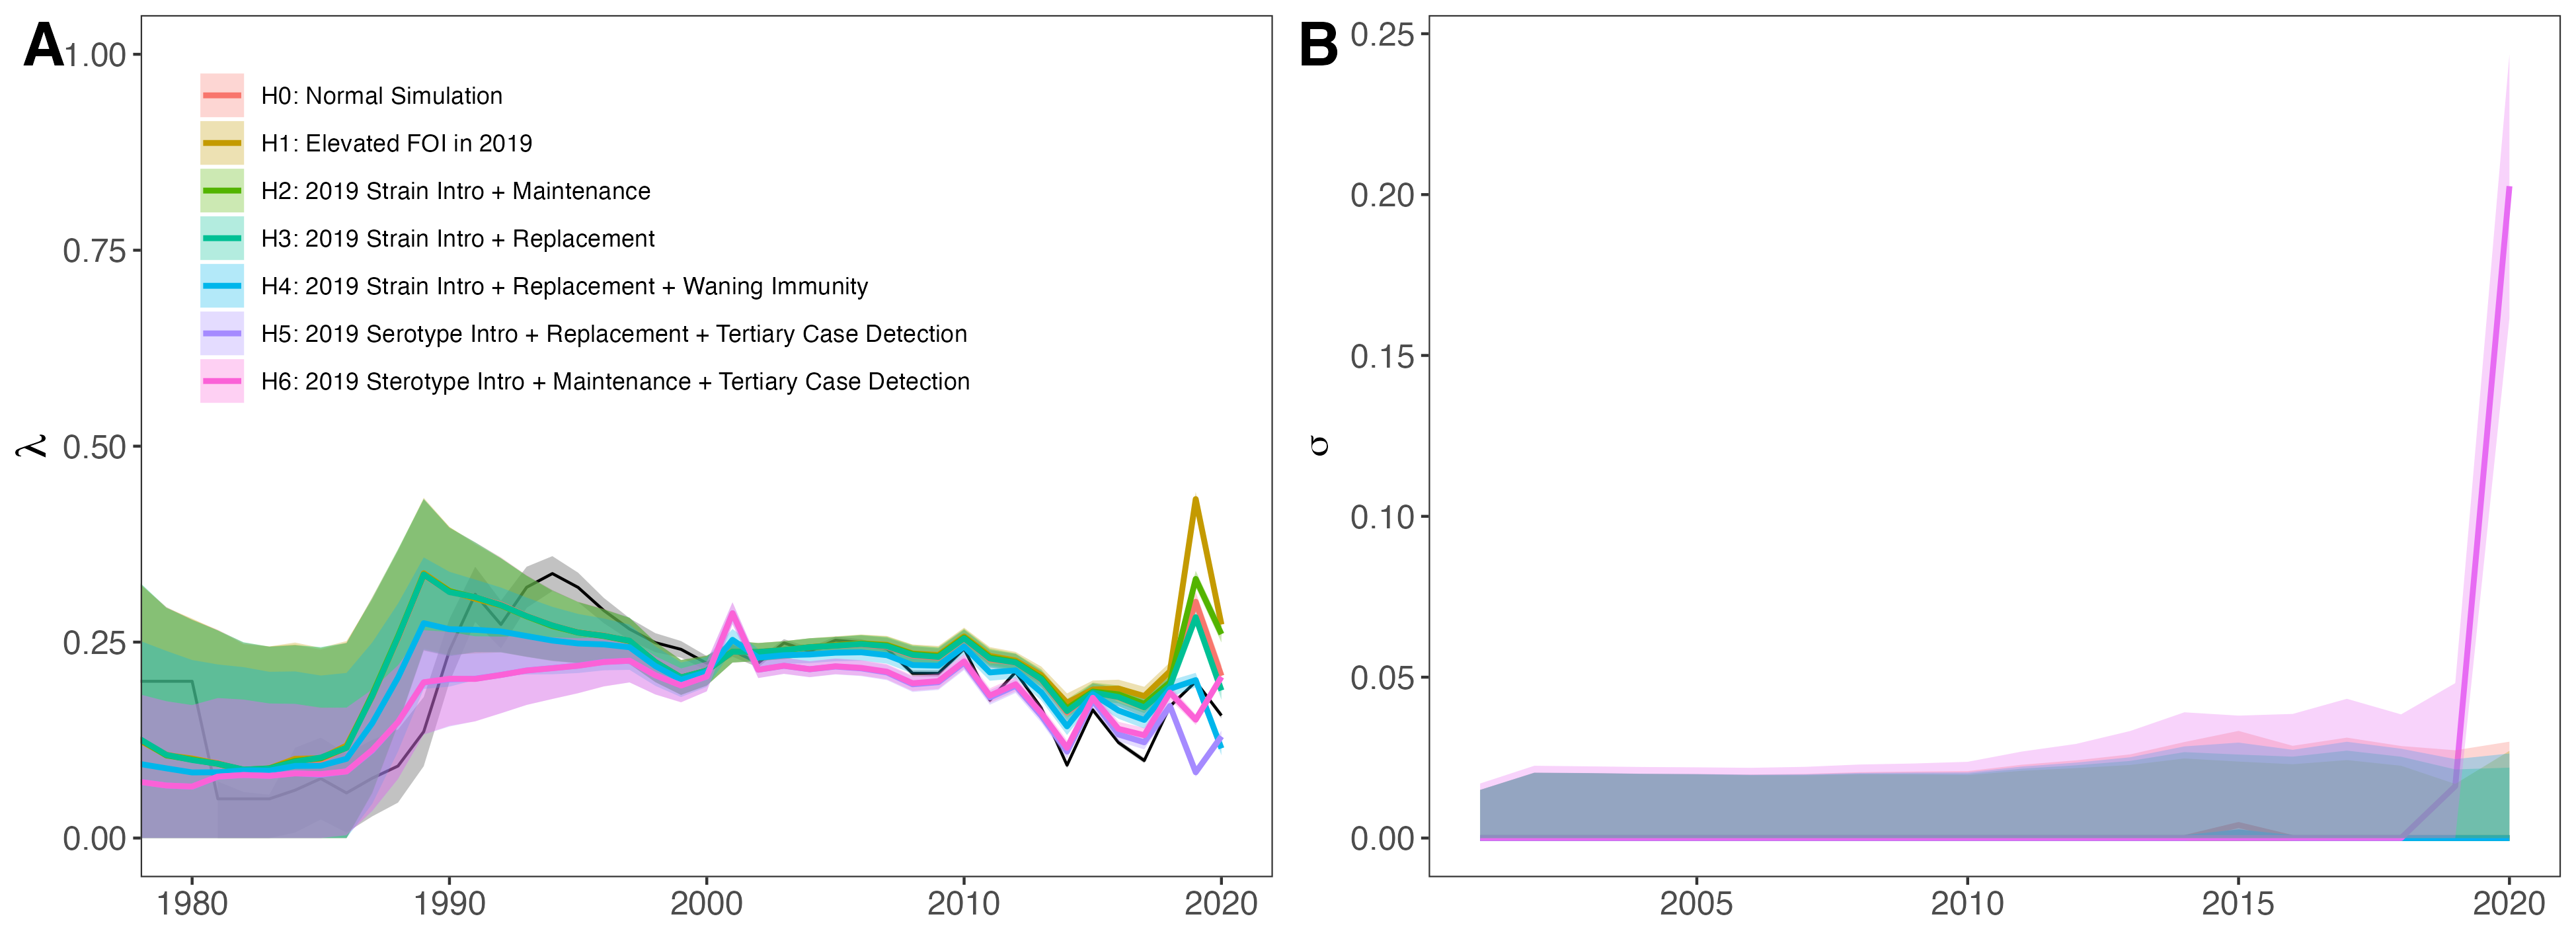 A
1.00
0.75
0.50
0.25
0.00
λ
H0: Normal Simulation
H1: Elevated FOI in 2019
H2: 2019 Strain Intro + Maintenance
H3: 2019 Strain Intro + Replacement
H4: 2019 Strain Intro + Replacement + Waning Immunity
H5: 2019 Serotype Intro + Replacement + Tertiary Case Detection
H6: 2019 Sterotype Intro + Maintenance + Tertiary Case Detection
1980 1990 2000 2010 2020
B
0.25
0.20
0.15
0.10
0.05
0.00
σ
2005 2010 2015 2020